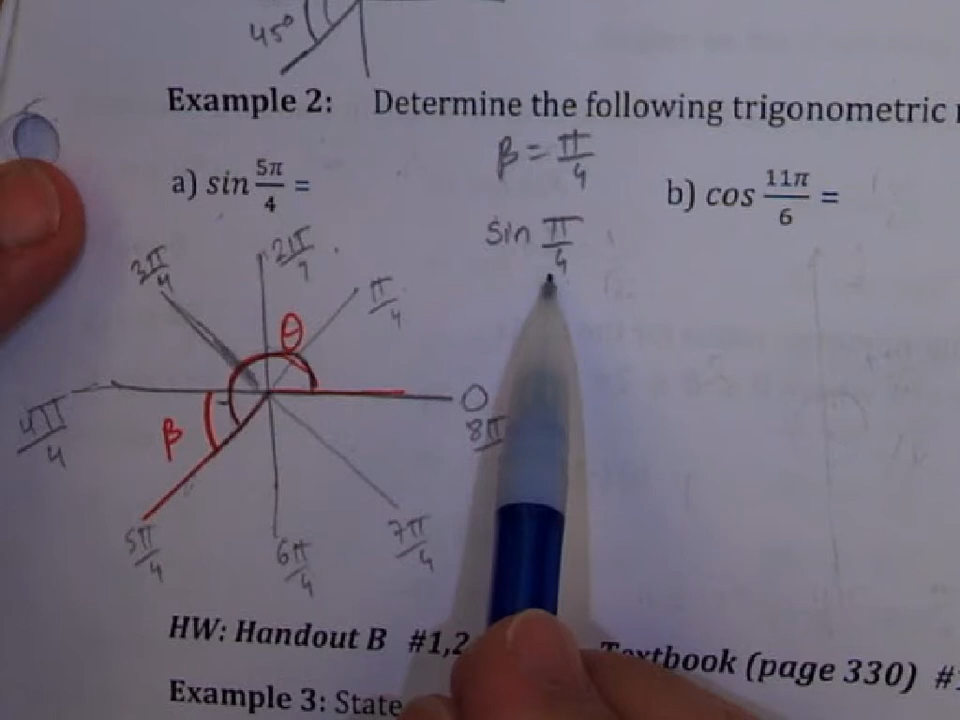 45°
Example 2: Determine the following trigonometric
β = π/4
a) sin 5π/4 =
b) cos 11π/6 =
sin π/4
3π/4
2π/
π/4
θ
4π/4
β
0
8π
5π/4
6π/4
7π/4
HW: Handout B #1,2
Textbook (page 330) #
Example 3: State